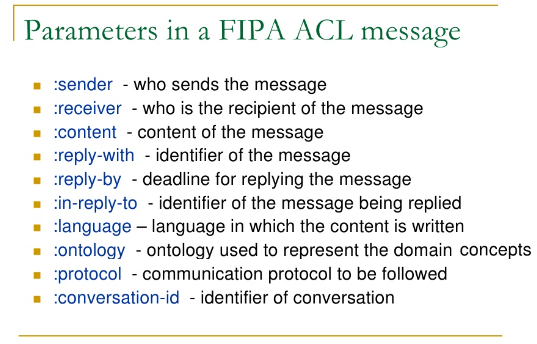 Parameters in a FIPA ACL message
:sender - who sends the message
:receiver - who is the recipient of the message
:content - content of the message
:reply-with - identifier of the message
:reply-by - deadline for replying the message
:in-reply-to - identifier of the message being replied
:language – language in which the content is written
:ontology - ontology used to represent the domain concepts
:protocol - communication protocol to be followed
:conversation-id - identifier of conversation